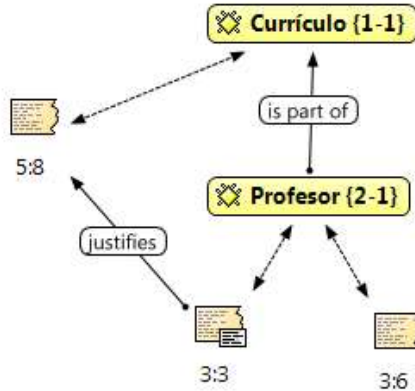 Currículo {1-1}
is part of
5:8
Profesor {2-1}
justifies
3:3
3:6